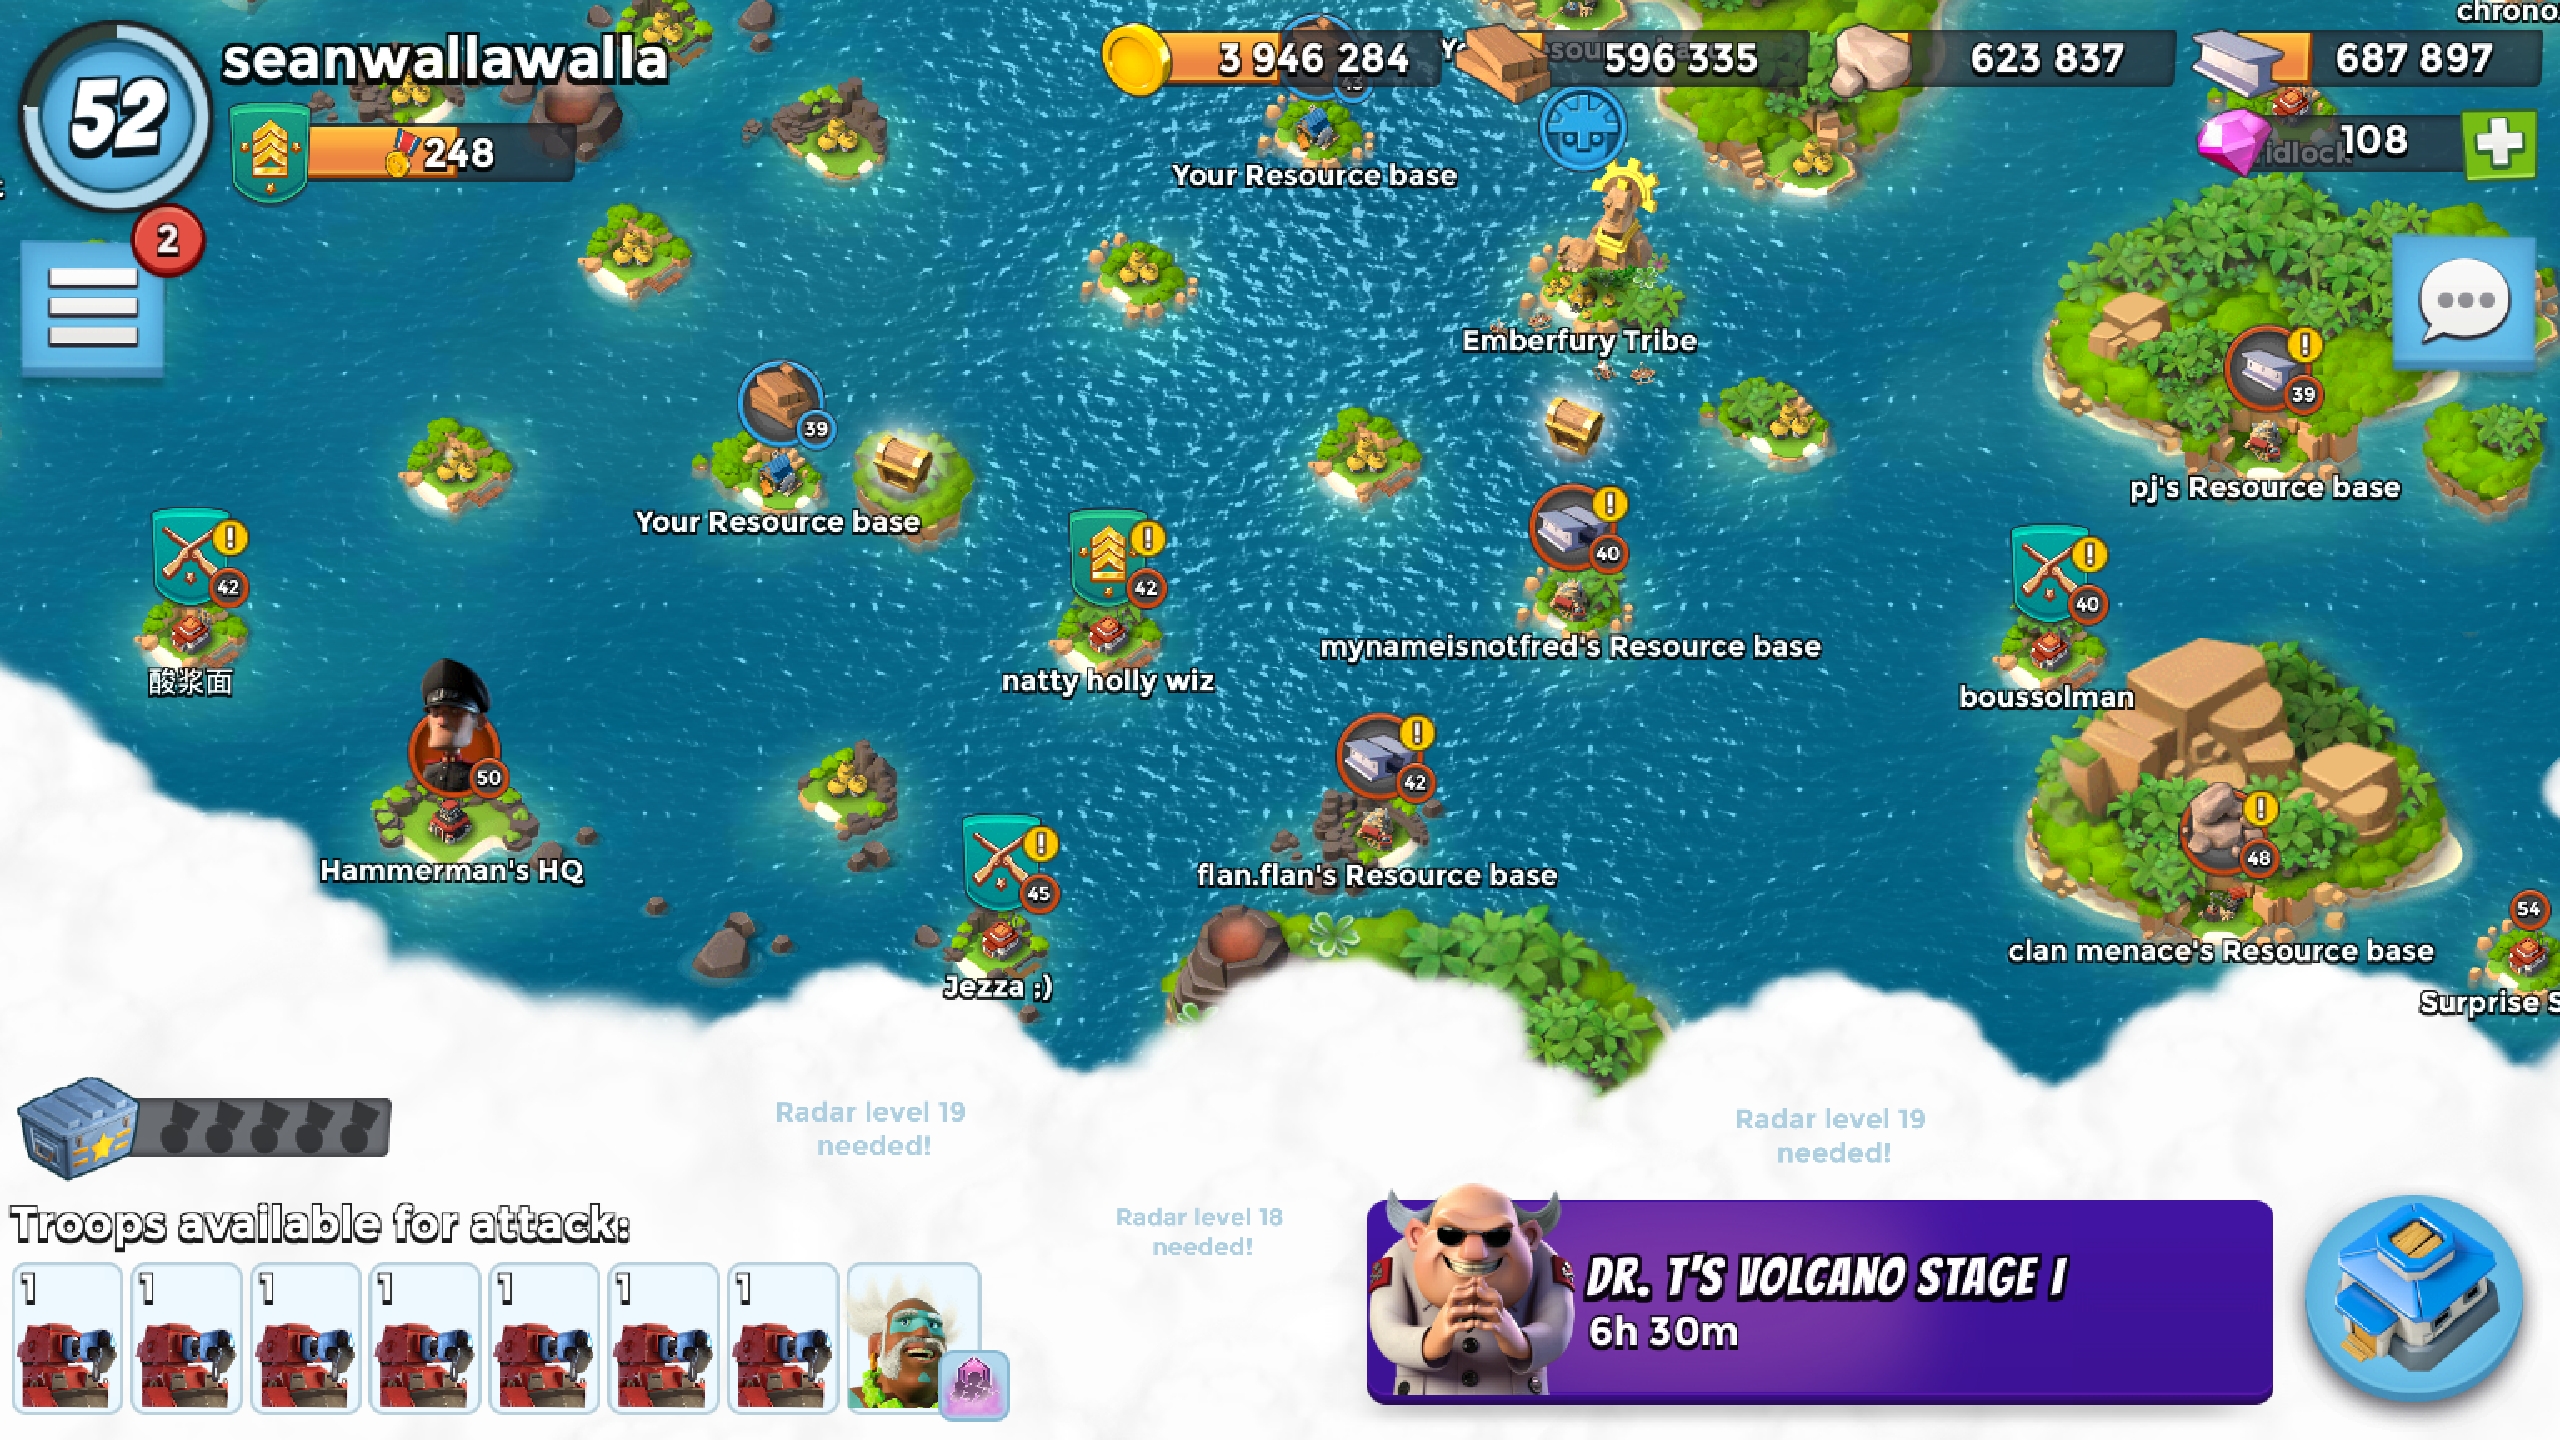 chrono
seanwallawalla
52
3 946 284
596 335
623 837
687 897
248
108
2
43
Your Resource base
Emberfury Tribe
39
39
Your Resource base
pj's Resource base
42
42
40
40
酸浆面
natty holly wiz
mynameisnotfred's Resource base
boussolman
50
42
48
Hammerman's HQ
45
flan.flan's Resource base
54
clan menace's Resource base
Jezza ;)
Surprise S
Radar level 19
needed!
Radar level 19
needed!
Radar level 18
needed!
Troops available for attack:
1
1
1
1
1
1
1
DR. T'S VOLCANO STAGE I
6h 30m